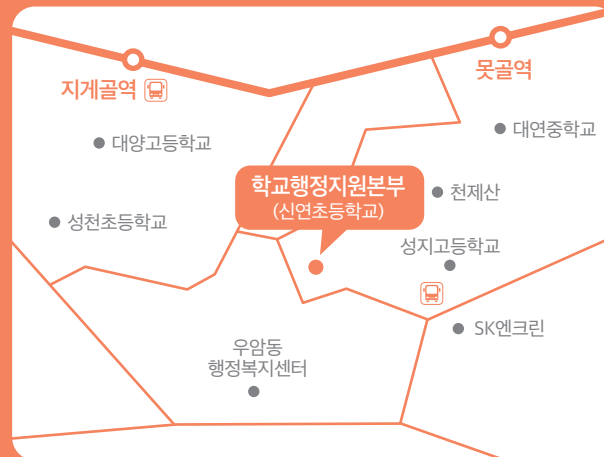 못골역
지게골역
대연중학교
대양고등학교
학교행정지원본부
(신연초등학교)
천제산
성천초등학교
성지고등학교
SK엔크린
우암동
행정복지센터